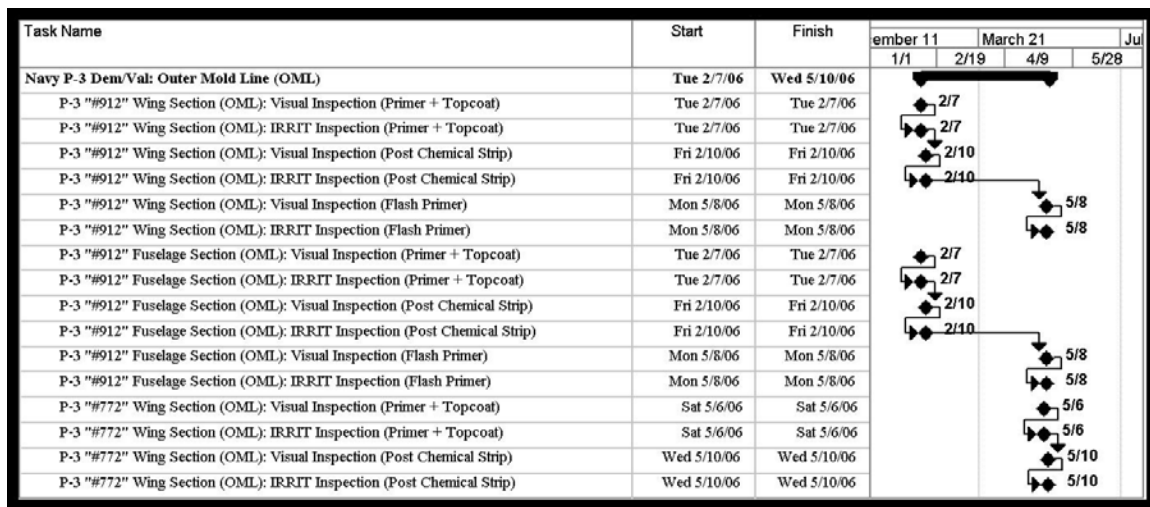 Task Name Start Finish ember 11 March 21 Jul
1/1 2/19 4/9 5/28
Navy P-3 Dem/Val: Outer Mold Line (OML) Tue 2/7/06 Wed 5/10/06
P-3 "#912" Wing Section (OML): Visual Inspection (Primer + Topcoat) Tue 2/7/06 Tue 2/7/06 2/7
P-3 "#912" Wing Section (OML): IRRIT Inspection (Primer + Topcoat) Tue 2/7/06 Tue 2/7/06 2/7
P-3 "#912" Wing Section (OML): Visual Inspection (Post Chemical Strip) Fri 2/10/06 Fri 2/10/06 2/10
P-3 "#912" Wing Section (OML): IRRIT Inspection (Post Chemical Strip) Fri 2/10/06 Fri 2/10/06 2/10
P-3 "#912" Wing Section (OML): Visual Inspection (Flash Primer) Mon 5/8/06 Mon 5/8/06 5/8
P-3 "#912" Wing Section (OML): IRRIT Inspection (Flash Primer) Mon 5/8/06 Mon 5/8/06 5/8
P-3 "#912" Fuselage Section (OML): Visual Inspection (Primer + Topcoat) Tue 2/7/06 Tue 2/7/06 2/7
P-3 "#912" Fuselage Section (OML): IRRIT Inspection (Primer + Topcoat) Tue 2/7/06 Tue 2/7/06 2/7
P-3 "#912" Fuselage Section (OML): Visual Inspection (Post Chemical Strip) Fri 2/10/06 Fri 2/10/06 2/10
P-3 "#912" Fuselage Section (OML): IRRIT Inspection (Post Chemical Strip) Fri 2/10/06 Fri 2/10/06 2/10
P-3 "#912" Fuselage Section (OML): Visual Inspection (Flash Primer) Mon 5/8/06 Mon 5/8/06 5/8
P-3 "#912" Fuselage Section (OML): IRRIT Inspection (Flash Primer) Mon 5/8/06 Mon 5/8/06 5/8
P-3 "#772" Wing Section (OML): Visual Inspection (Primer + Topcoat) Sat 5/6/06 Sat 5/6/06 5/6
P-3 "#772" Wing Section (OML): IRRIT Inspection (Primer + Topcoat) Sat 5/6/06 Sat 5/6/06 5/6
P-3 "#772" Wing Section (OML): Visual Inspection (Post Chemical Strip) Wed 5/10/06 Wed 5/10/06 5/10
P-3 "#772" Wing Section (OML): IRRIT Inspection (Post Chemical Strip) Wed 5/10/06 Wed 5/10/06 5/10